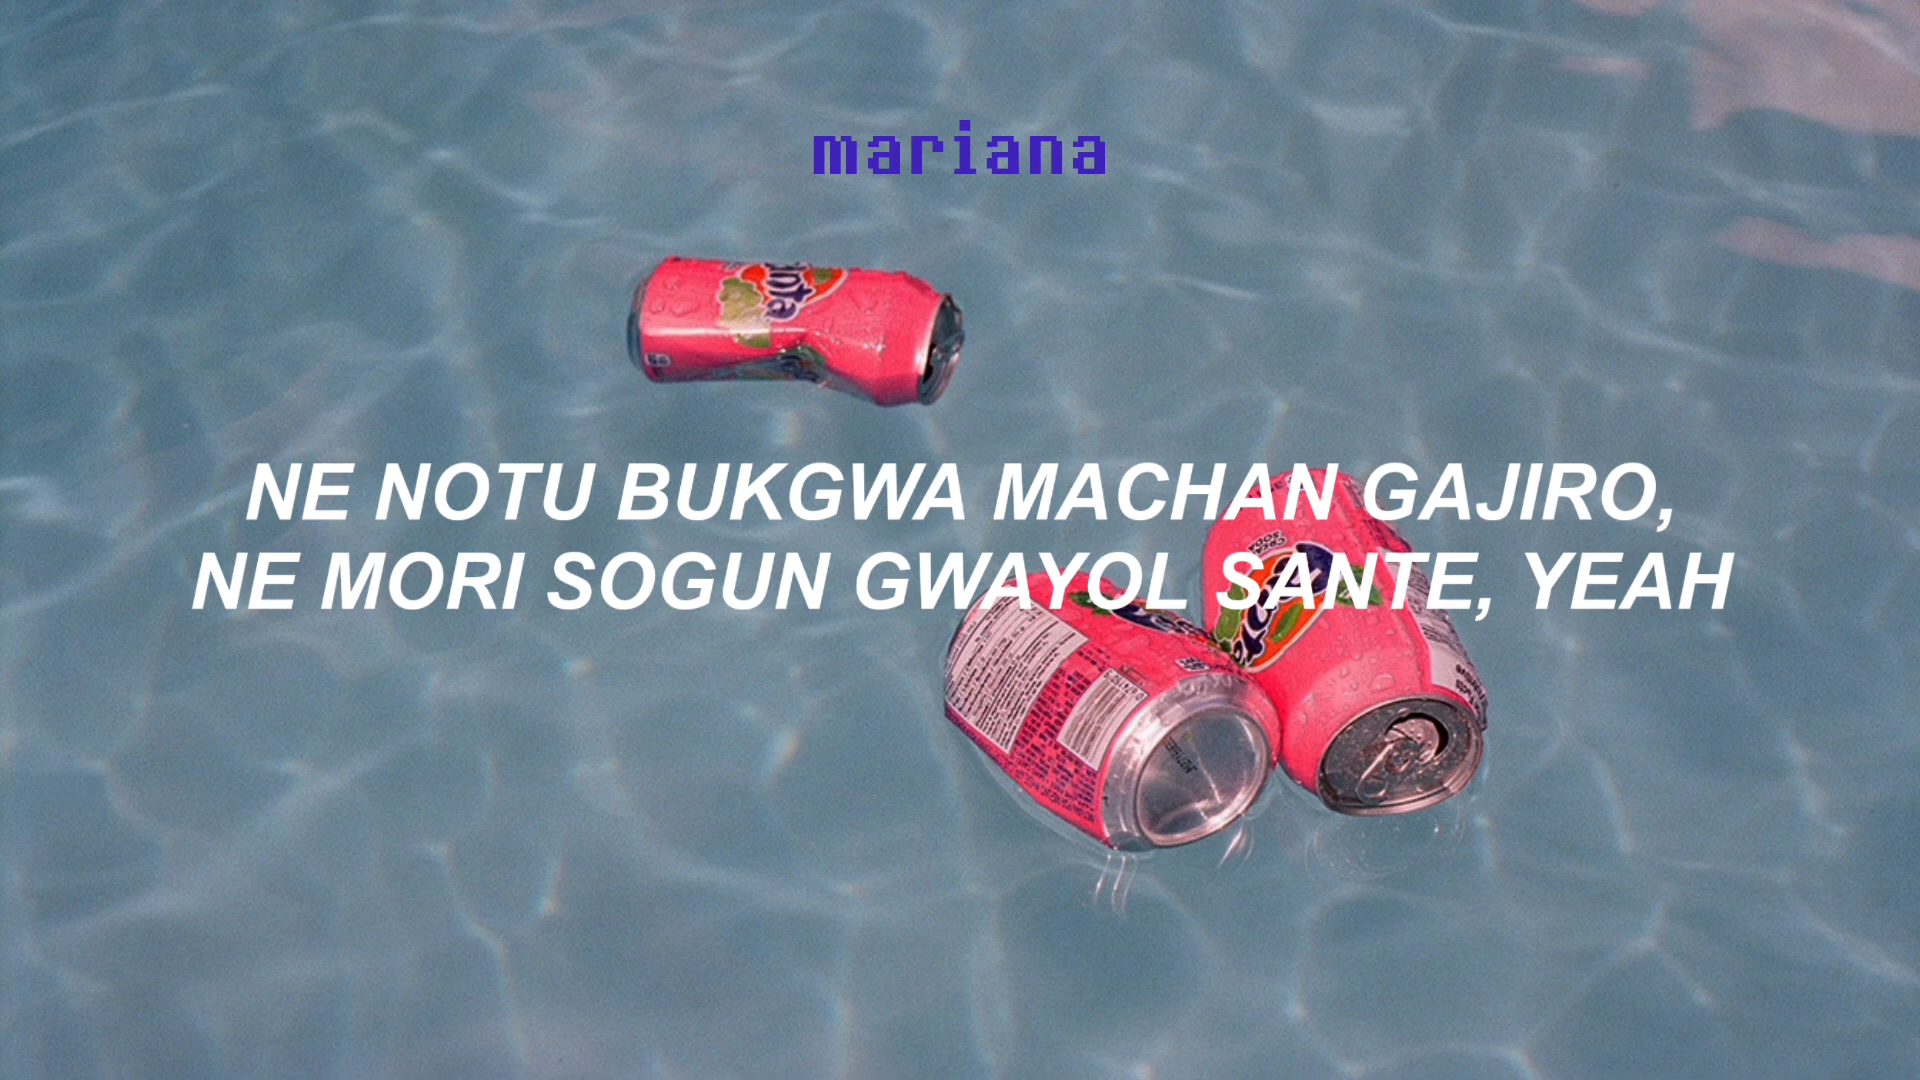 mariana
NE NOTU BUKGWA MACHAN GAJIRO,
NE MORI SOGUN GWAYOL SANTE, YEAH